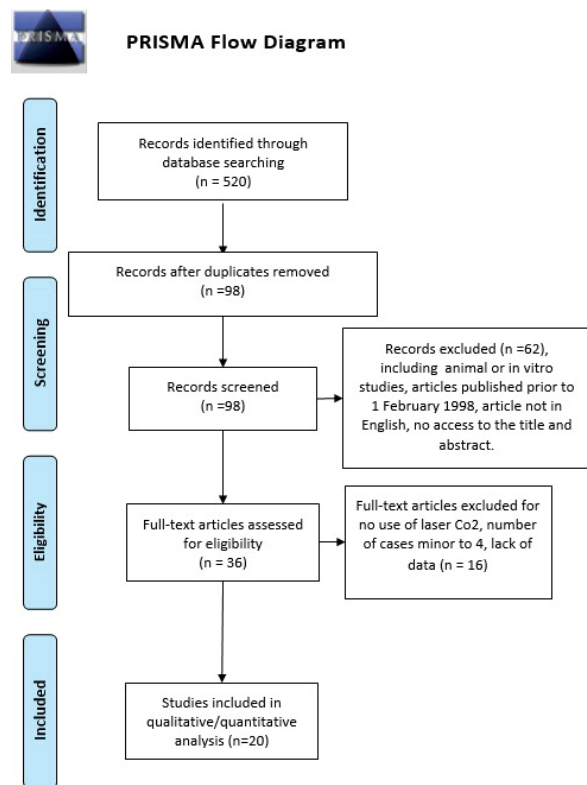 PRISMA
PRISMA Flow Diagram
Identification
Records identified through
database searching
(n = 520)
Records after duplicates removed
(n =98)
Screening
Records screened
(n =98)
Records excluded (n =62),
including animal or in vitro
studies, articles published prior to
1 February 1998, article not in
English, no access to the title and
abstract.
Eligibility
Full-text articles assessed
for eligibility
(n = 36)
Full-text articles excluded for
no use of laser Co2, number
of cases minor to 4, lack of
data (n = 16)
Included
Studies included in
qualitative/quantitative
analysis (n=20)